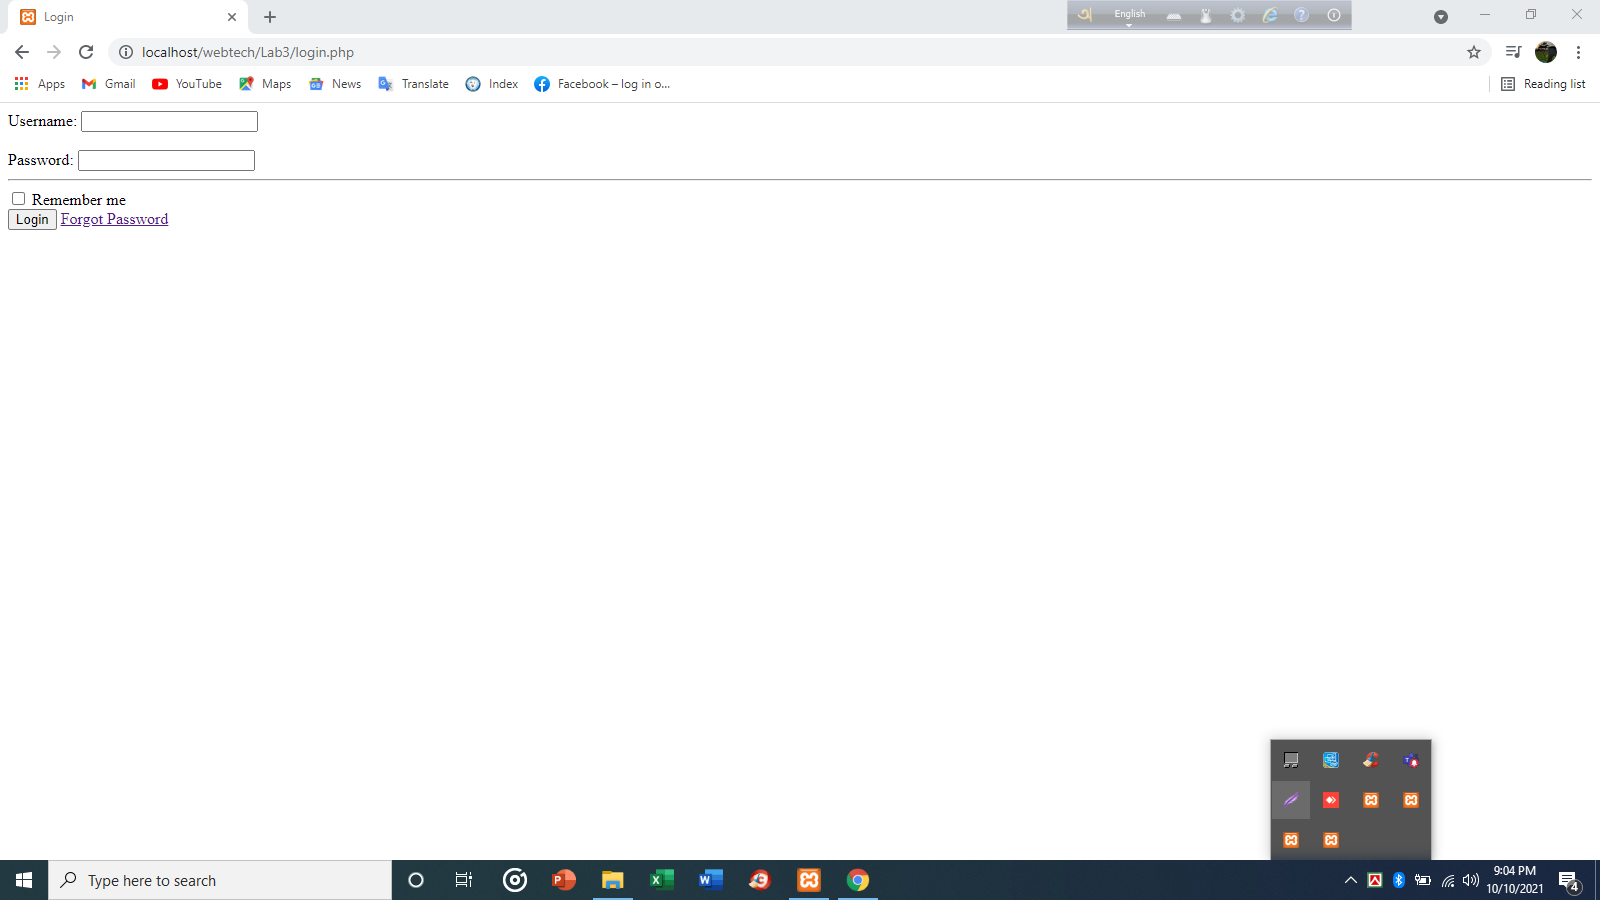 Login
অ English
localhost/webtech/Lab3/login.php
Apps Gmail YouTube Maps News Translate Index Facebook – log in o... Reading list
Username:
Password:
Remember me
Login Forgot Password
Type here to search
9:04 PM
10/10/2021
4